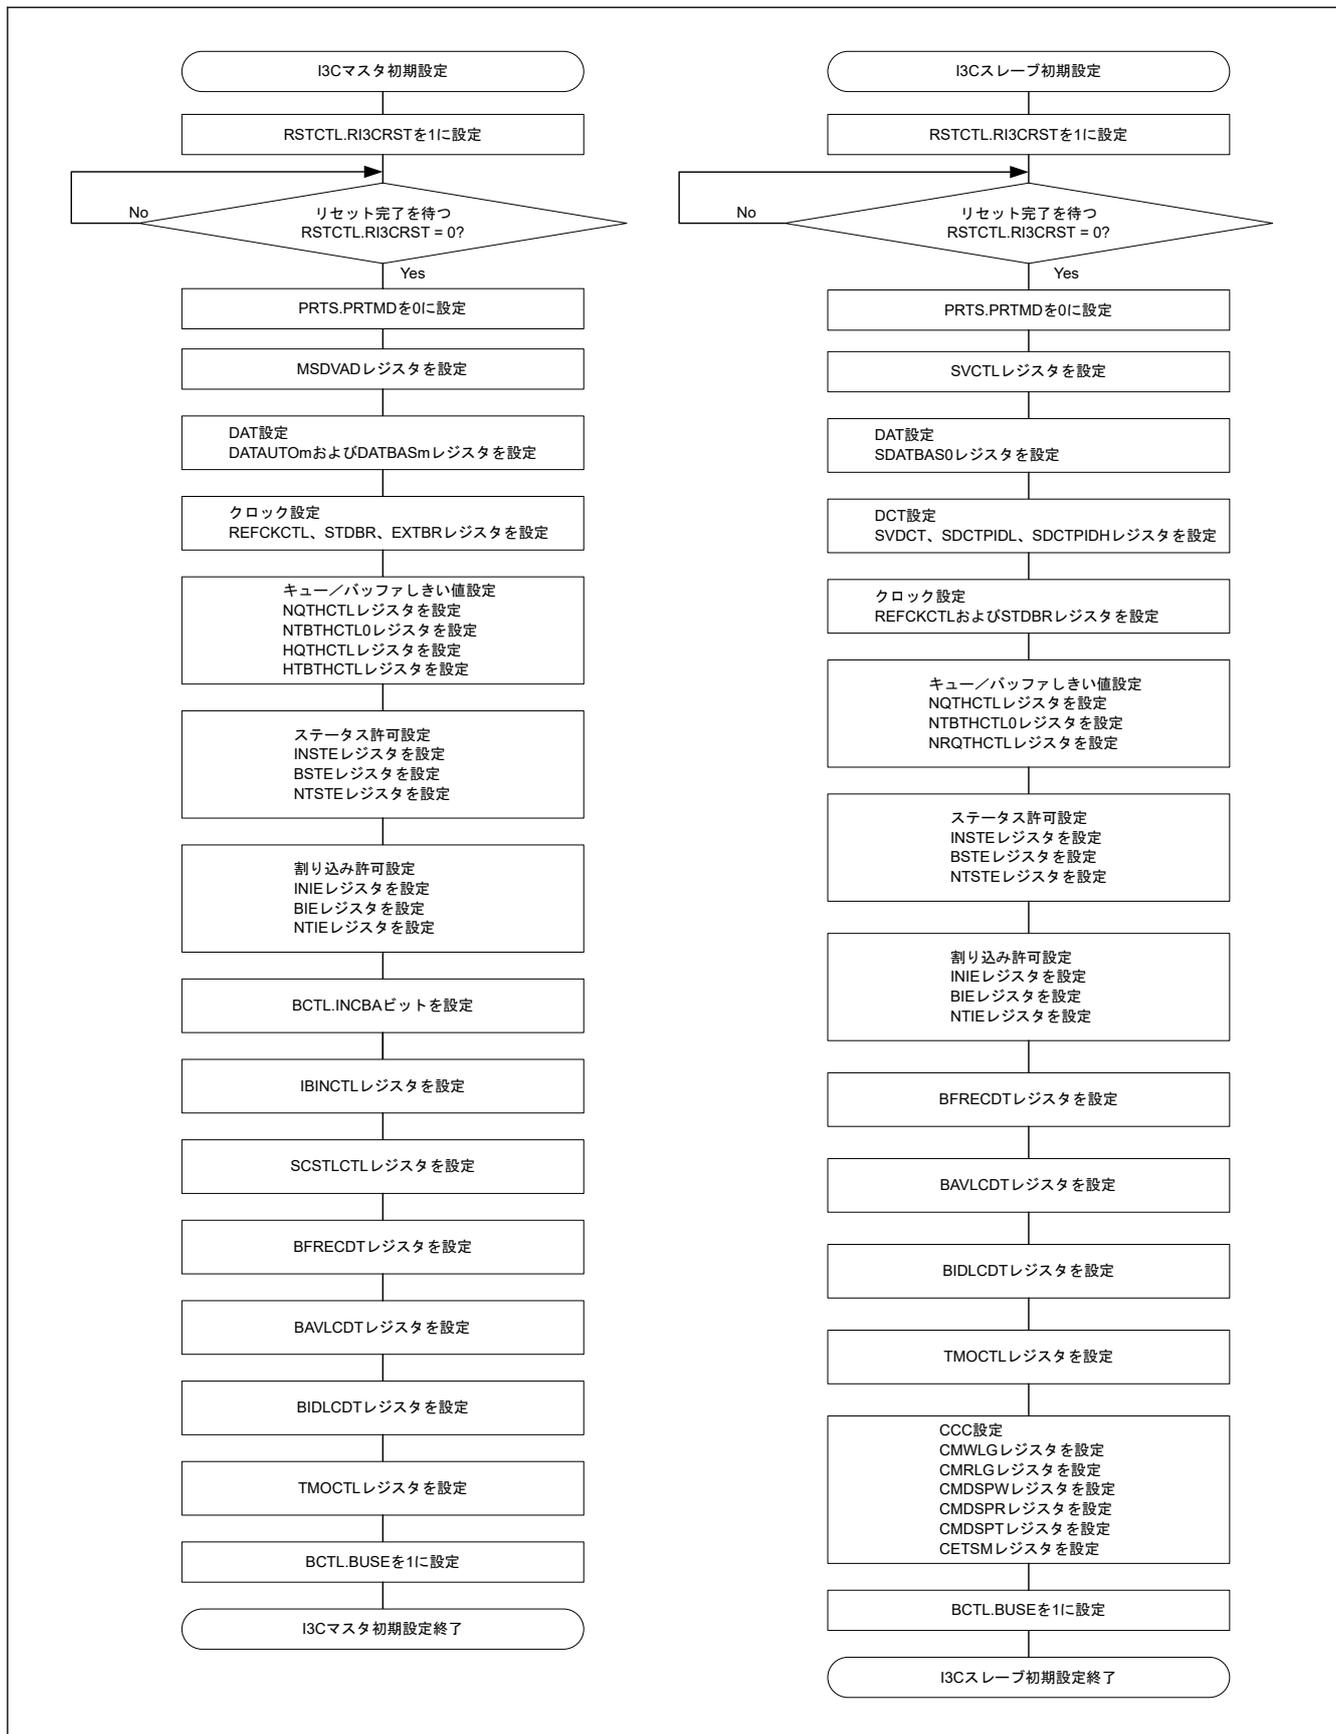 I3Cマスタ初期設定
RSTCTL.RI3CRSTを1に設定
No
リセット完了を待つ
RSTCTL.RI3CRST = 0?
Yes
PRTS.PRTMDを0に設定
MSDVADレジスタを設定
DAT設定
DATAUTOmおよびDATBASmレジスタを設定
クロック設定
REFCKCTL、STDBR、EXTBRレジスタを設定
キュー／バッファしきい値設定
NQTHCTLレジスタを設定
NTBTHCTL0レジスタを設定
HQTHCTLレジスタを設定
HTBTHCTLレジスタを設定
ステータス許可設定
INSTEレジスタを設定
BSTEレジスタを設定
NTSTEレジスタを設定
割り込み許可設定
INIEレジスタを設定
BIEレジスタを設定
NTIEレジスタを設定
BCTL.INCBAビットを設定
IBINCTLレジスタを設定
SCSTLCTLレジスタを設定
BFRECDTレジスタを設定
BAVLCDTレジスタを設定
BIDLCDTレジスタを設定
TMOCTLレジスタを設定
BCTL.BUSEを1に設定
I3Cマスタ初期設定終了
I3Cスレーブ初期設定
RSTCTL.RI3CRSTを1に設定
No
リセット完了を待つ
RSTCTL.RI3CRST = 0?
Yes
PRTS.PRTMDを0に設定
SVCTLレジスタを設定
DAT設定
SDATBAS0レジスタを設定
DCT設定
SVDCT、SDCTPIDL、SDCTPIDHレジスタを設定
クロック設定
REFCKCTLおよびSTDBRレジスタを設定
キュー／バッファしきい値設定
NQTHCTLレジスタを設定
NTBTHCTL0レジスタを設定
NRQTHCTLレジスタを設定
ステータス許可設定
INSTEレジスタを設定
BSTEレジスタを設定
NTSTEレジスタを設定
割り込み許可設定
INIEレジスタを設定
BIEレジスタを設定
NTIEレジスタを設定
BFRECDTレジスタを設定
BAVLCDTレジスタを設定
BIDLCDTレジスタを設定
TMOCTLレジスタを設定
CCC設定
CMWLGレジスタを設定
CMRLGレジスタを設定
CMDSPWレジスタを設定
CMDSPRレジスタを設定
CMDSPTレジスタを設定
CETSMレジスタを設定
BCTL.BUSEを1に設定
I3Cスレーブ初期設定終了